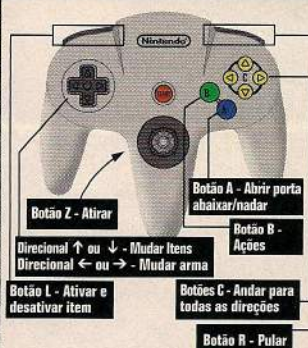 Nintendo
C
B
A
Botão A - Abrir porta
abaixar/nadar
Botão Z - Atirar
Botão B -
Ações
Direcional ↑ ou ↓ - Mudar Itens
Direcional ← ou → - Mudar arma
Botão L - Ativar e
desativar item
Botões C - Andar para
todas as direções
Botão R - Pular